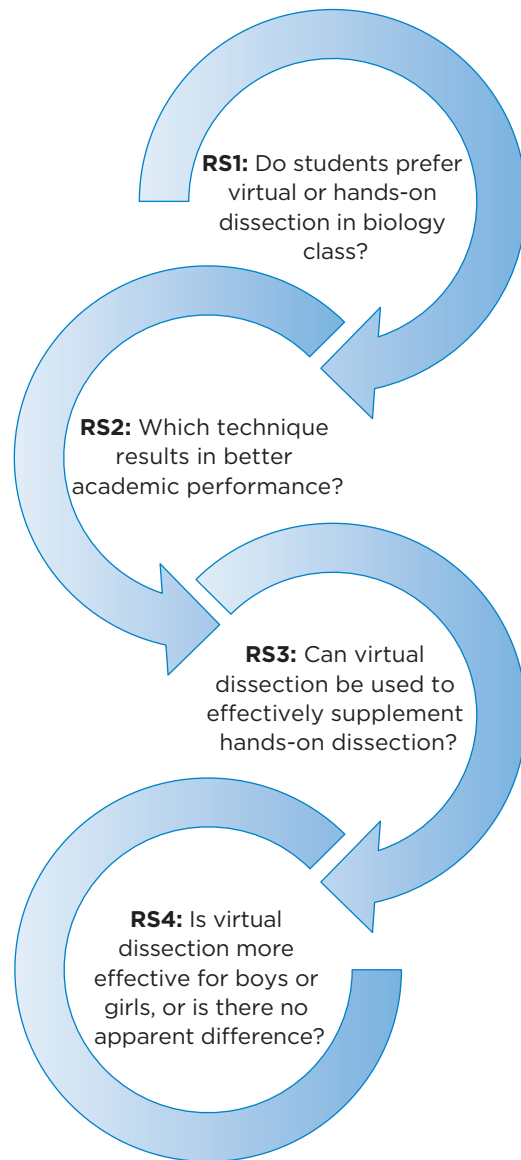 RS1: Do students prefer
virtual or hands-on
dissection in biology
class?
RS2: Which technique
results in better
academic performance?
RS3: Can virtual
dissection be used to
effectively supplement
hands-on dissection?
RS4: Is virtual
dissection more
effective for boys or
girls, or is there no
apparent difference?